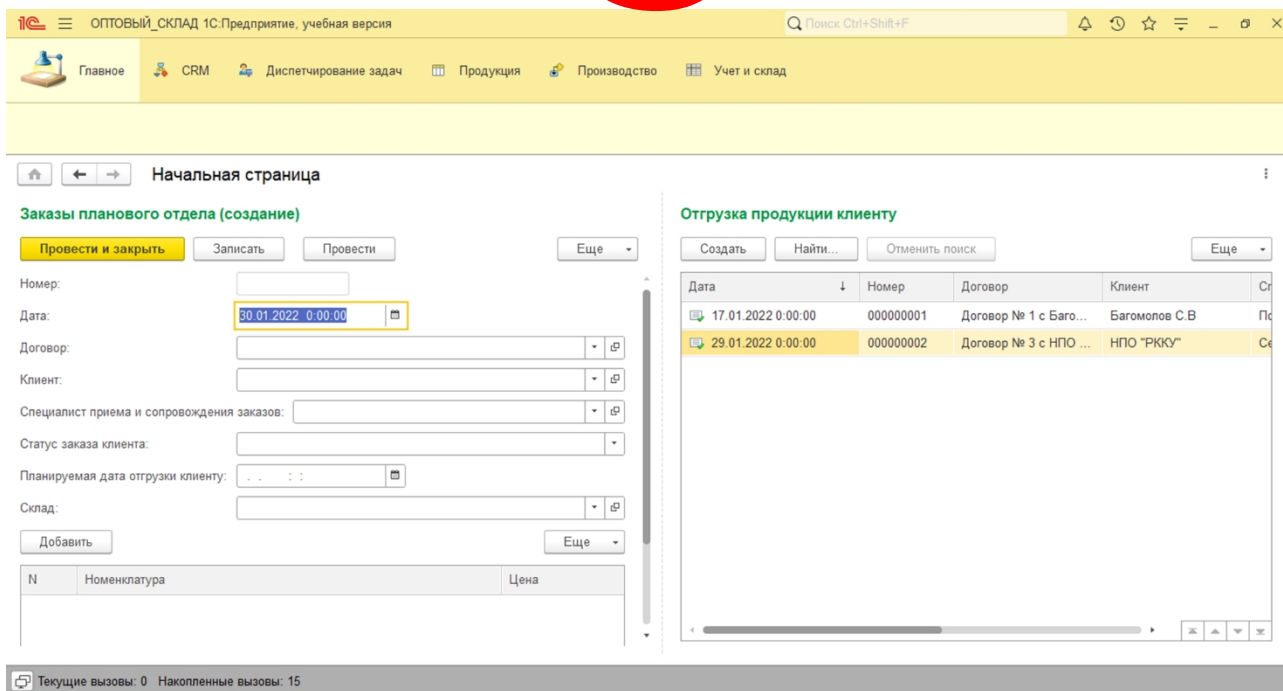 1С ОПТОВЫЙ_СКЛАД 1С:Предприятие, учебная версия Поиск Ctrl+Shift+F
Главное CRM Диспетчирование задач Продукция Производство Учет и склад
Начальная страница
Заказы планового отдела (создание)
Провести и закрыть Записать Провести Еще
Номер:
Дата: 30.01.2022 0:00:00
Договор:
Клиент:
Специалист приема и сопровождения заказов:
Статус заказа клиента:
Планируемая дата отгрузки клиенту: . . : :
Склад:
Добавить Еще
N Номенклатура Цена
Отгрузка продукции клиенту
Создать Найти... Отменить поиск Еще
Дата ↓ Номер Договор Клиент Сп
17.01.2022 0:00:00 000000001 Договор № 1 с Баго... Багомолов С.В По
29.01.2022 0:00:00 000000002 Договор № 3 с НПО ... НПО "РККУ" Се
Текущие вызовы: 0 Накопленные вызовы: 15